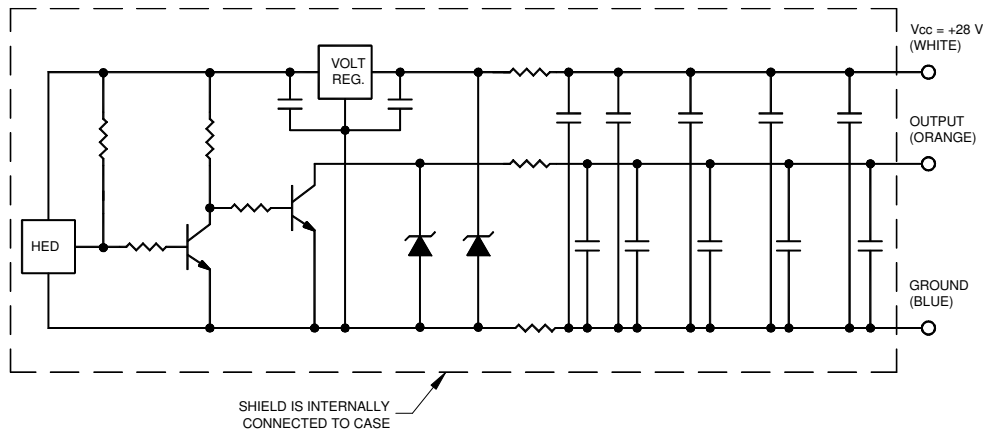 Vcc = +28 V
(WHITE)
VOLT
REG.
OUTPUT
(ORANGE)
HED
GROUND
(BLUE)
SHIELD IS INTERNALLY
CONNECTED TO CASE